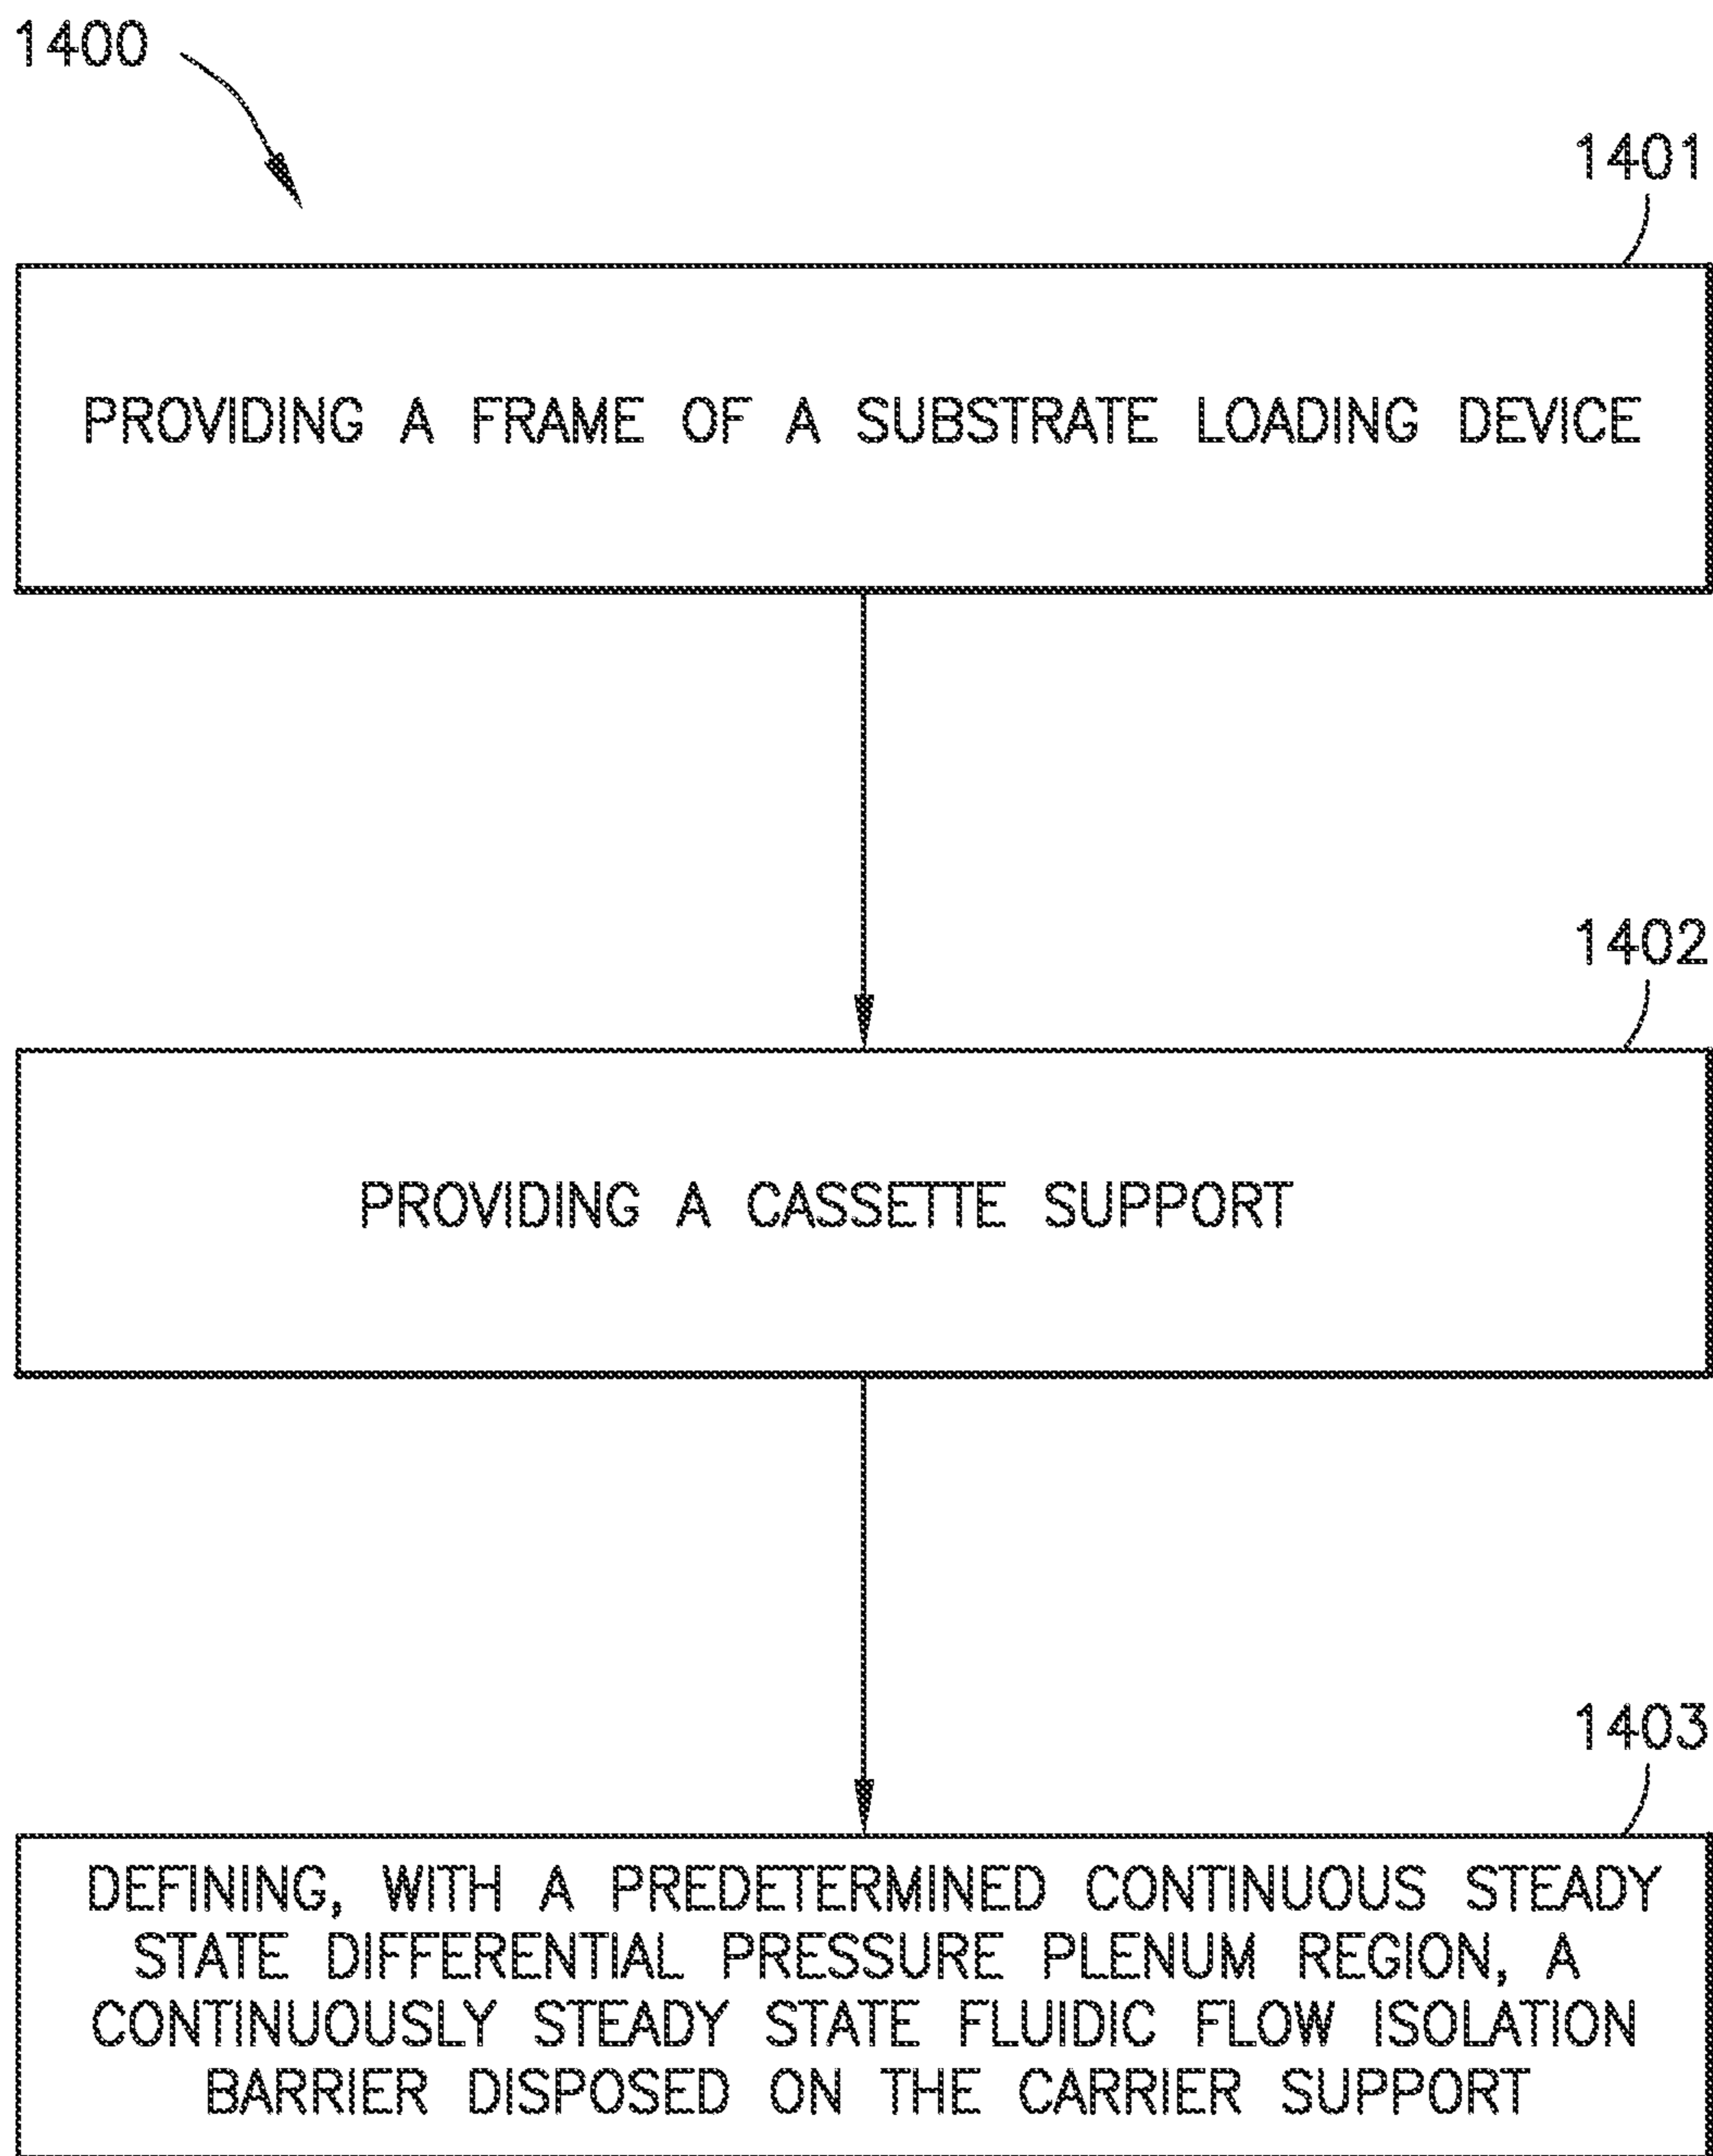 1400
1401
PROVIDING A FRAME OF A SUBSTRATE LOADING DEVICE
1402
PROVIDING A CASSETTE SUPPORT
1403
DEFINING, WITH A PREDETERMINED CONTINUOUS STEADY
STATE DIFFERENTIAL PRESSURE PLENUM REGION, A
CONTINUOUSLY STEADY STATE FLUIDIC FLOW ISOLATION
BARRIER DISPOSED ON THE CARRIER SUPPORT